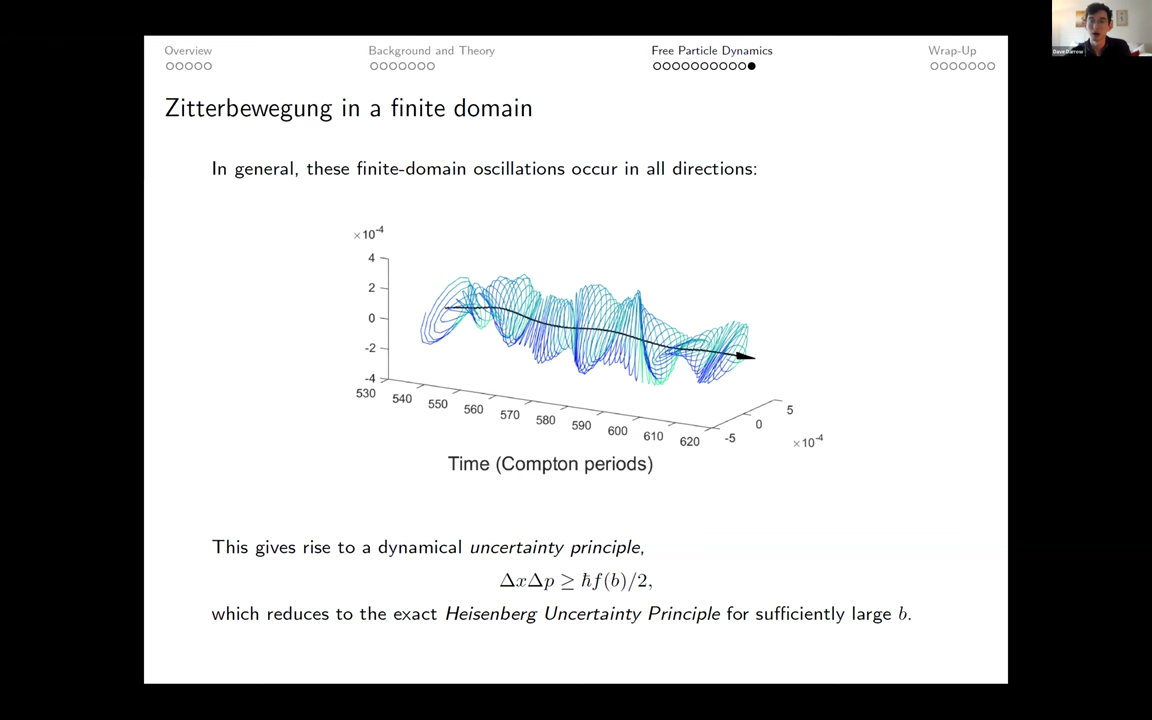 Overview
Background and Theory
Free Particle Dynamics
Wrap-Up
Dave Darrow
Zitterbewegung in a finite domain
In general, these finite-domain oscillations occur in all directions:
×10⁻⁴
4
2
0
-2
-4
530 540 550 560 570 580 590 600 610 620
-5 0 5
×10⁻⁴
Time (Compton periods)
This gives rise to a dynamical uncertainty principle,
ΔxΔp ≥ ℏf(b)/2,
which reduces to the exact Heisenberg Uncertainty Principle for sufficiently large b.